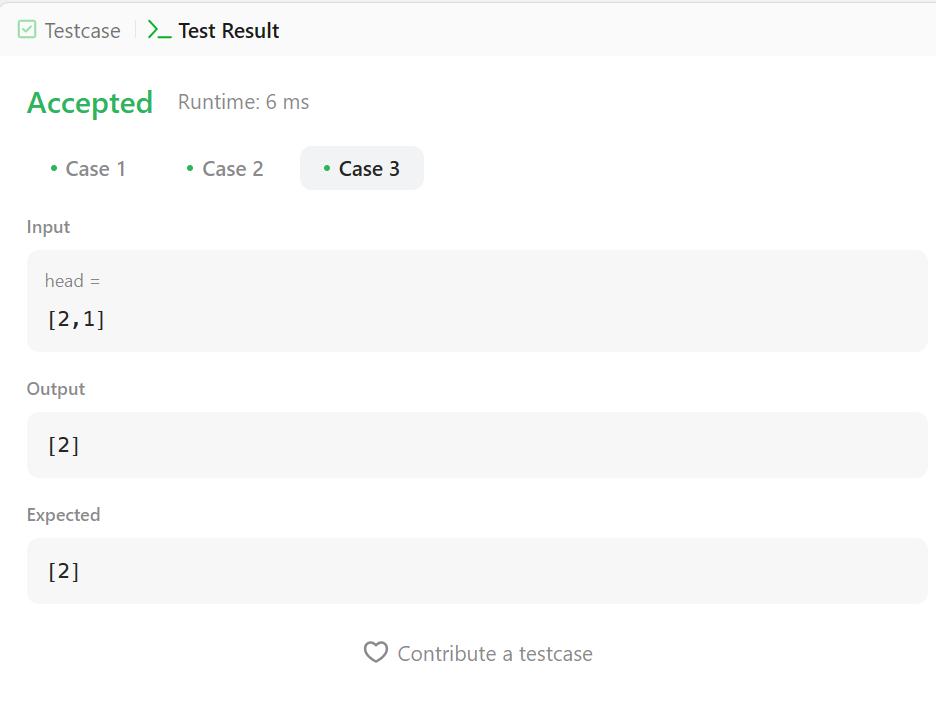 Testcase Test Result
Accepted Runtime: 6 ms
Case 1 Case 2 Case 3
Input
head =
[2,1]
Output
[2]
Expected
[2]
Contribute a testcase